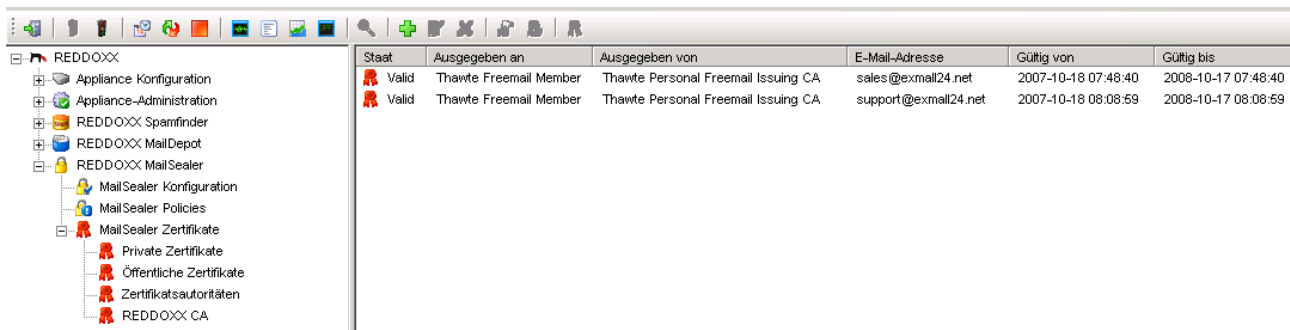 REDDOXX
Appliance Konfiguration
Appliance-Administration
REDDOXX Spamfinder
REDDOXX MailDepot
REDDOXX MailSealer
MailSealer Konfiguration
MailSealer Policies
MailSealer Zertifikate
Private Zertifikate
Öffentliche Zertifikate
Zertifikatsautoritäten
REDDOXX CA
Staat Ausgegeben an Ausgegeben von E-Mail-Adresse Gültig von Gültig bis
Valid Thawte Freemail Member Thawte Personal Freemail Issuing CA sales@exmall24.net 2007-10-18 07:48:40 2008-10-17 07:48:40
Valid Thawte Freemail Member Thawte Personal Freemail Issuing CA support@exmall24.net 2007-10-18 08:08:59 2008-10-17 08:08:59